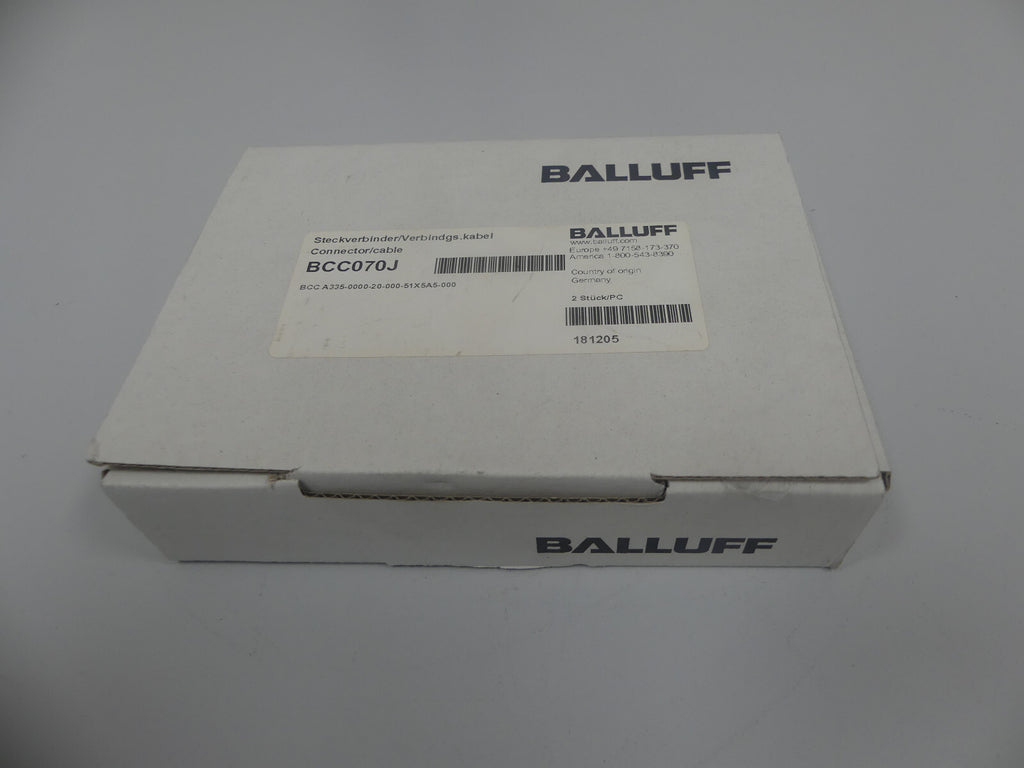 BALLUFF
Steckverbinder/Verbindgs.kabel
Connector/cable
BCC070J
BCC A335-0000-20-000-51X5A5-000
BALLUFF
www.balluff.com
Europe +49 7158-173-370
America 1-800-543-8390
Country of origin
Germany
2 Stück/PC
181205
BALLUFF